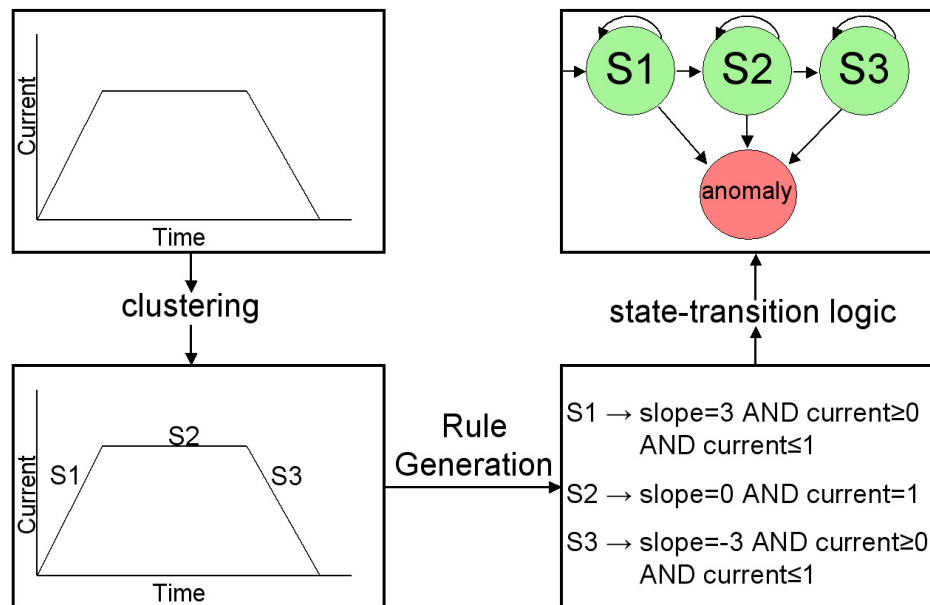 Current
Time
clustering
S1
S2
S3
Current
Time
Rule
Generation
S1 → slope=3 AND current≥0
AND current≤1
S2 → slope=0 AND current=1
S3 → slope=-3 AND current≥0
AND current≤1
state-transition logic
S1
S2
S3
anomaly